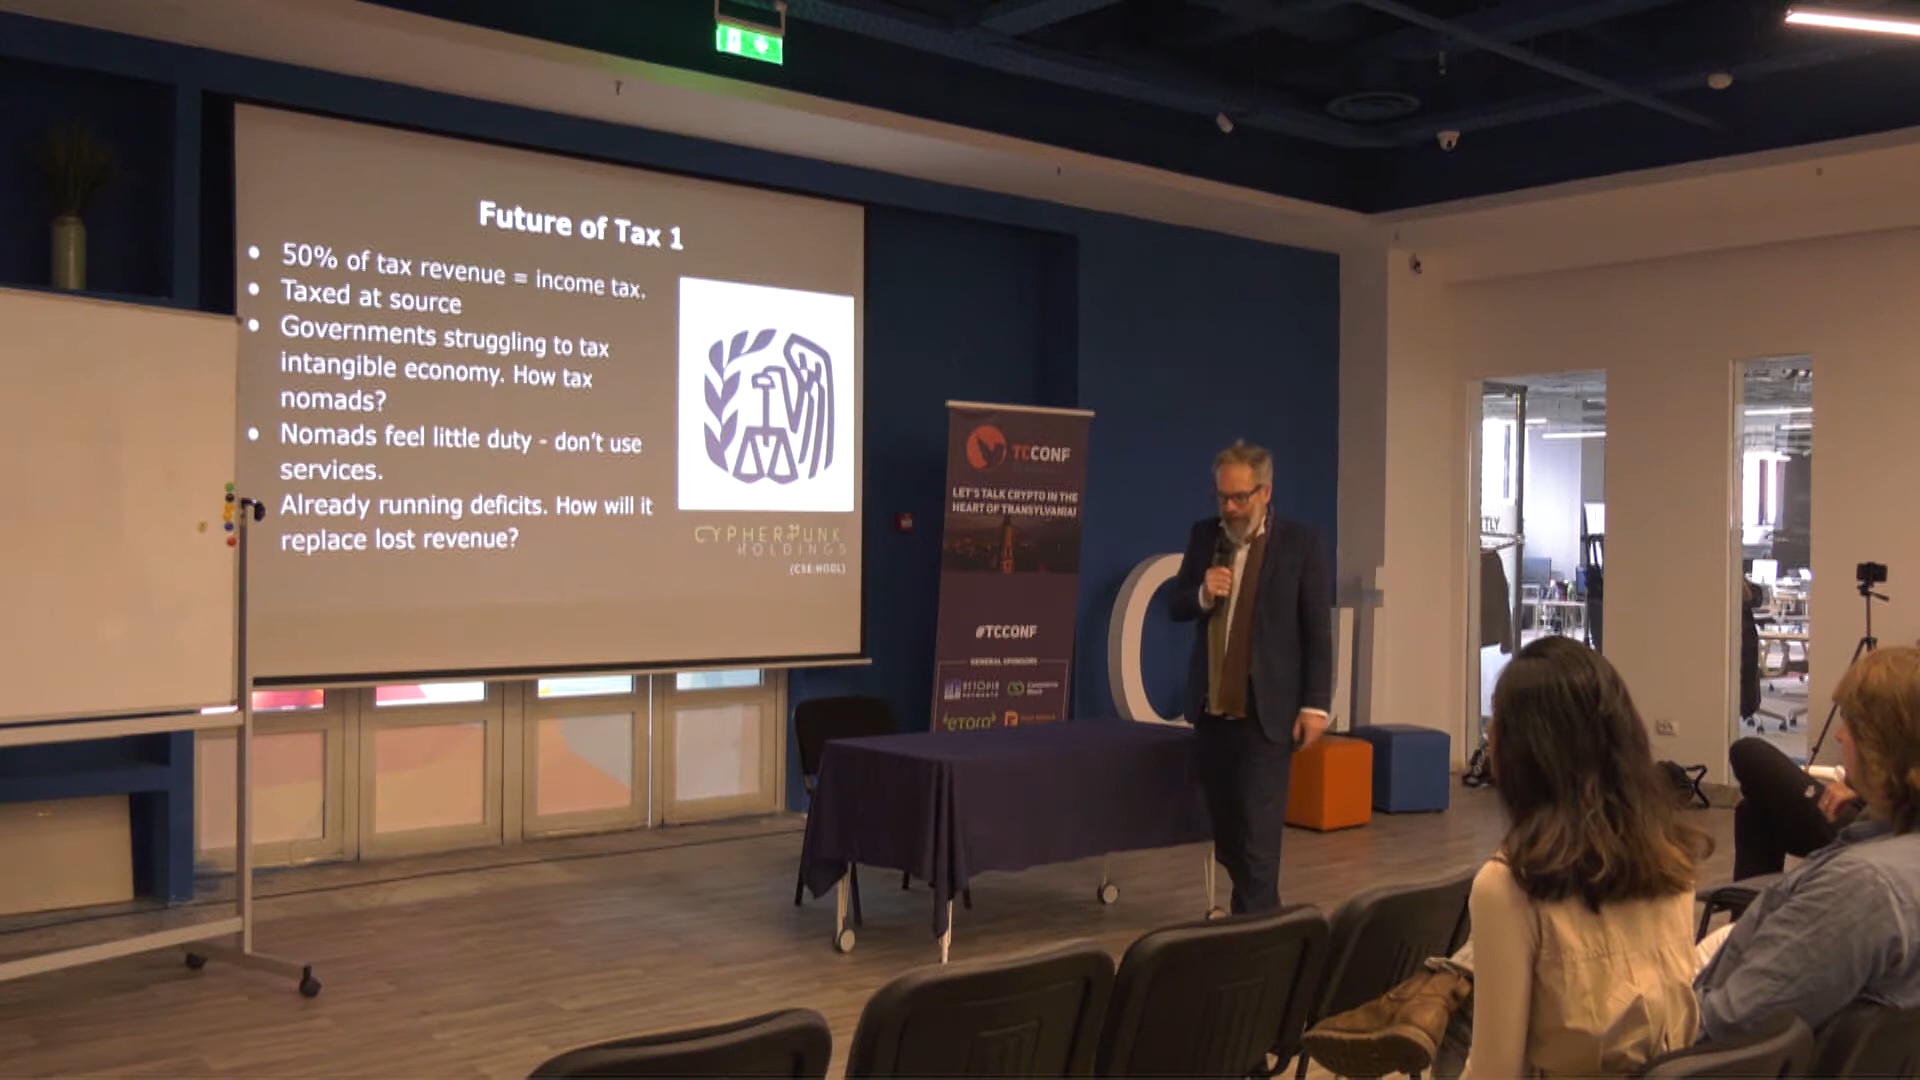 Future of Tax 1
• 50% of tax revenue = income tax.
• Taxed at source
• Governments struggling to tax
intangible economy. How tax
nomads?
• Nomads feel little duty - don't use
services.
• Already running deficits. How will it
replace lost revenue?
CYPHERPUNK
HOLDINGS
(CSE:HODL)
TCCONF
LET'S TALK CRYPTO IN THE
HEART OF TRANSYLVANIA!
#TCCONF
GENERAL SPONSORS
eToro